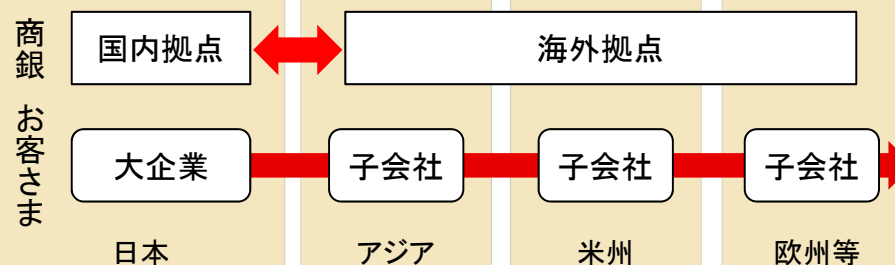 商銀
国内拠点
海外拠点
お客さま
大企業
子会社
子会社
子会社
日本
アジア
米州
欧州等